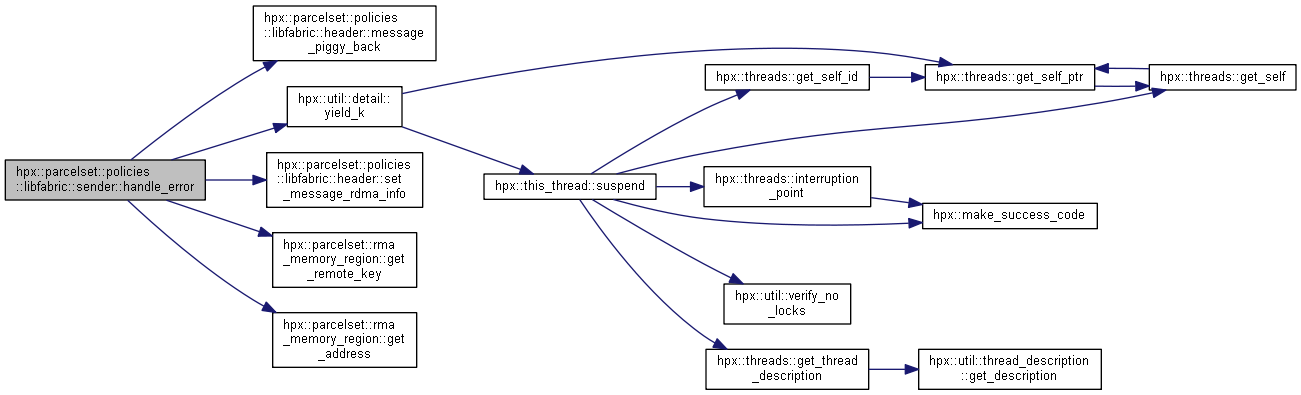 hpx::parcelset::policies
::libfabric::sender::handle_error
hpx::parcelset::policies
::libfabric::header::message
_piggy_back
hpx::util::detail::
yield_k
hpx::parcelset::policies
::libfabric::header::set
_message_rdma_info
hpx::parcelset::rma
_memory_region::get
_remote_key
hpx::parcelset::rma
_memory_region::get
_address
hpx::this_thread::suspend
hpx::threads::get_self_id
hpx::threads::interruption
_point
hpx::util::verify_no
_locks
hpx::threads::get_thread
_description
hpx::threads::get_self_ptr
hpx::make_success_code
hpx::util::thread_description
::get_description
hpx::threads::get_self